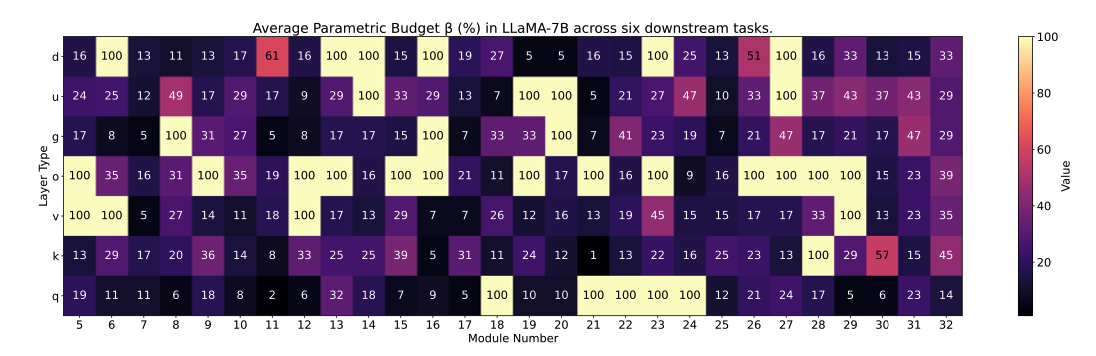 Average Parametric Budget β (%) in LLaMA-7B across six downstream tasks.
d 16 100 13 11 13 17 61 16 100 100 16 100 19 27 5 5 16 15 100 25 13 51 100 16 33 13 15 33
u 24 25 12 49 17 29 17 9 29 100 33 29 13 7 100 100 5 21 27 47 10 33 100 37 43 37 43 29
g 17 8 5 100 31 27 5 8 17 17 15 100 7 33 33 100 7 41 23 19 7 21 47 17 21 17 47 29
o 100 35 16 31 100 35 19 100 100 16 100 100 21 11 100 17 100 16 100 9 16 100 100 100 100 15 23 39
v 100 100 5 27 14 11 18 100 17 13 29 7 7 26 12 16 13 19 45 15 15 17 17 33 100 13 23 35
k 13 29 17 20 36 14 8 33 25 25 39 5 31 11 24 12 1 13 22 16 25 23 13 100 29 57 15 45
q 19 11 11 6 18 8 2 6 32 18 7 9 5 100 10 10 100 100 100 100 12 21 24 17 5 6 23 14
5 6 7 8 9 10 11 12 13 14 15 16 17 18 19 20 21 22 23 24 25 26 27 28 29 30 31 32
Module Number
Layer Type
100
80
60
40
20
Value